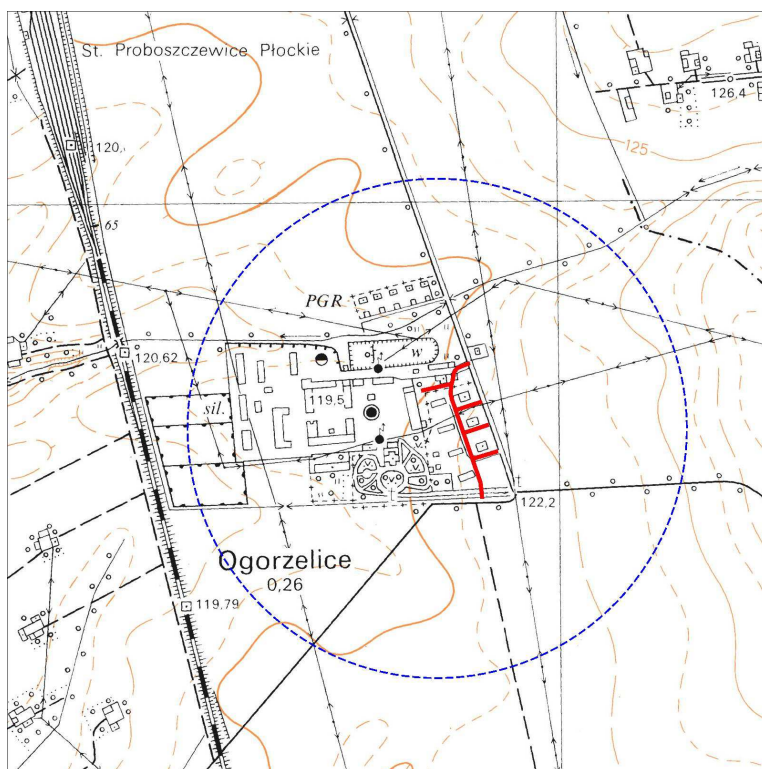 St. Proboszczewice Płockie
126,4
120,
125
65
PGR
120.62
w
119,5
sil.
122,2
Ogorzelice
0,26
119.79